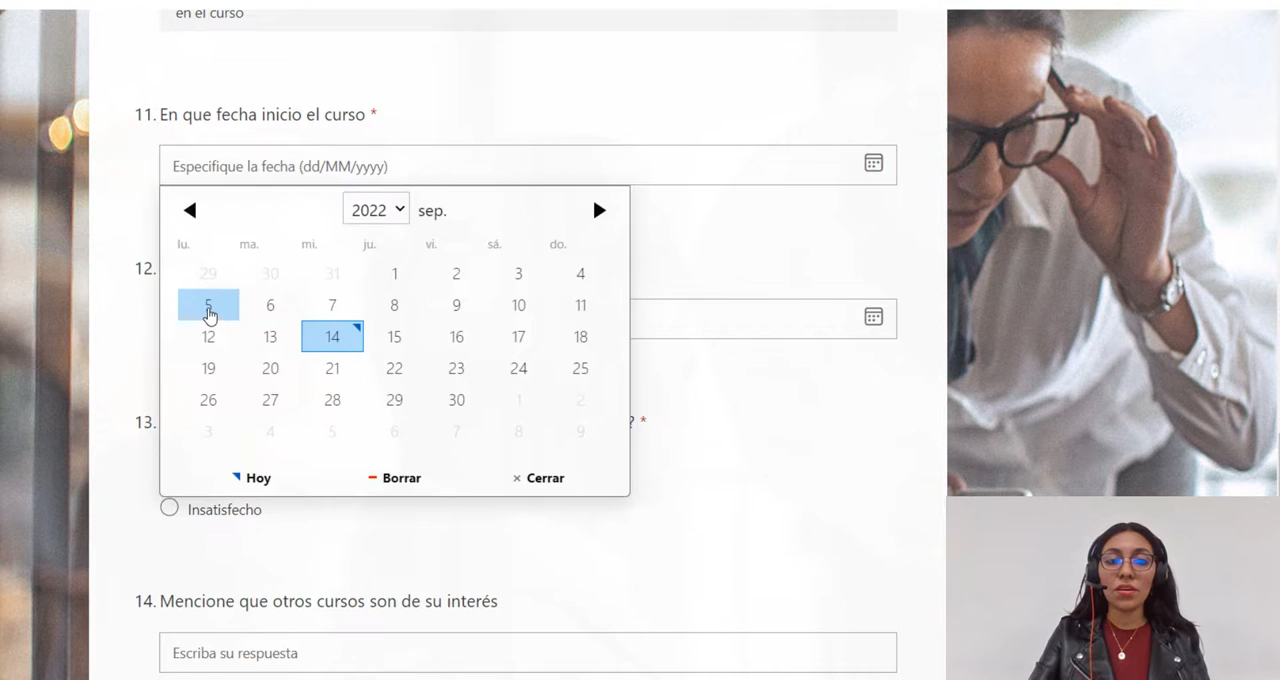 en el curso
11. En que fecha inicio el curso *
Especifique la fecha (dd/MM/yyyy)
2022 sep.
lu. ma. mi. ju. vi. sá. do.
29 30 31 1 2 3 4
12.
5 6 7 8 9 10 11
12 13 14 15 16 17 18
19 20 21 22 23 24 25
26 27 28 29 30 1 2
13. ? *
3 4 5 6 7 8 9
Hoy Borrar Cerrar
Insatisfecho
14. Mencione que otros cursos son de su interés
Escriba su respuesta